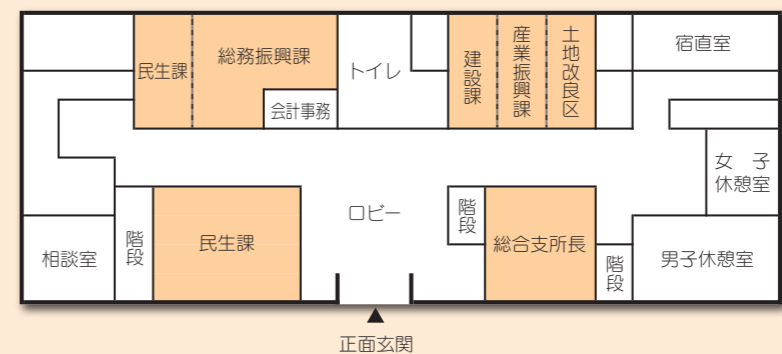 民生課
総務振興課
会計事務
トイレ
建設課
産業振興課
土地改良区
宿直室
女子
休憩室
相談室
階段
民生課
ロビー
階段
総合支所長
階段
男子休憩室
正面玄関